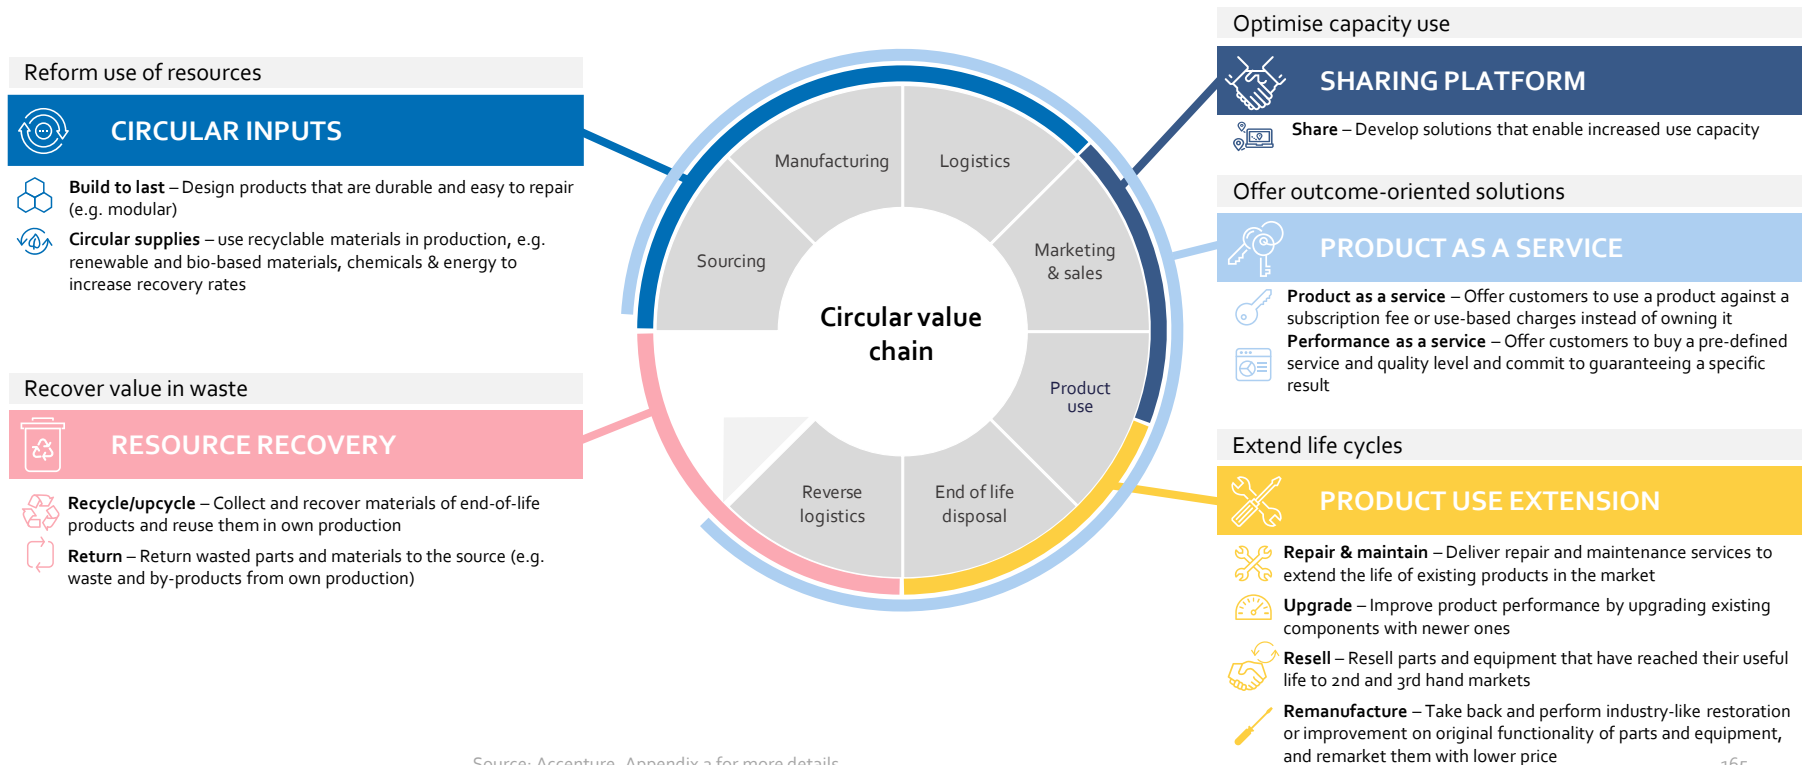 Reform use of resources
CIRCULAR INPUTS
Build to last – Design products that are durable and easy to repair
(e.g. modular)
Circular supplies – use recyclable materials in production, e.g.
renewable and bio-based materials, chemicals & energy to
increase recovery rates
Recover value in waste
RESOURCE RECOVERY
Recycle/upcycle – Collect and recover materials of end-of-life
products and reuse them in own production
Return – Return wasted parts and materials to the source (e.g.
waste and by-products from own production)
Manufacturing
Logistics
Sourcing
Marketing
& sales
Circular value
chain
Product
use
Reverse
logistics
End of life
disposal
Optimise capacity use
SHARING PLATFORM
Share – Develop solutions that enable increased use capacity
Offer outcome-oriented solutions
PRODUCT AS A SERVICE
Product as a service – Offer customers to use a product against a
subscription fee or use-based charges instead of owning it
Performance as a service – Offer customers to buy a pre-defined
service and quality level and commit to guaranteeing a specific
result
Extend life cycles
PRODUCT USE EXTENSION
Repair & maintain – Deliver repair and maintenance services to
extend the life of existing products in the market
Upgrade – Improve product performance by upgrading existing
components with newer ones
Resell – Resell parts and equipment that have reached their useful
life to 2nd and 3rd hand markets
Remanufacture – Take back and perform industry-like restoration
or improvement on original functionality of parts and equipment,
and remarket them with lower price
Source: Accenture. Appendix 2 for more details
165